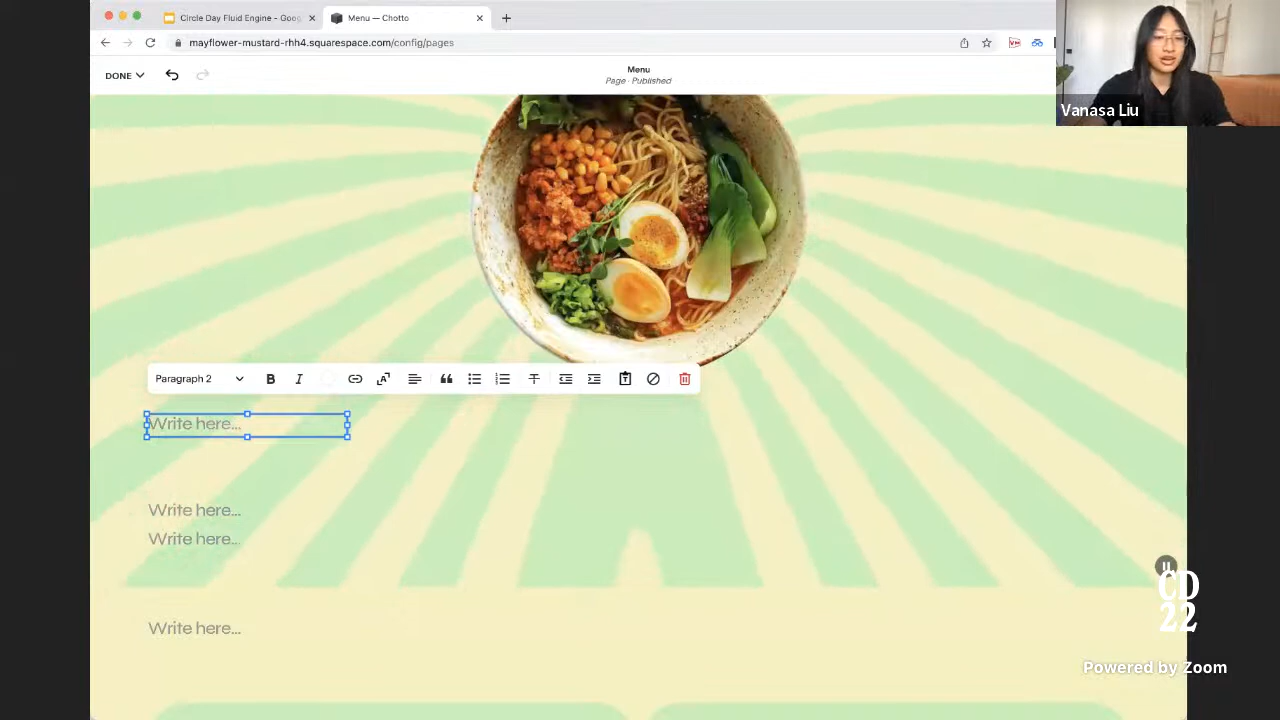 Circle Day Fluid Engine - Goog
Menu — Chotto
mayflower-mustard-rhh4.squarespace.com/config/pages
DONE
Menu
Page · Published
Vanasa Liu
Paragraph 2
B
I
Write here...
Write here...
Write here...
Write here...
CD
22
Powered by Zoom